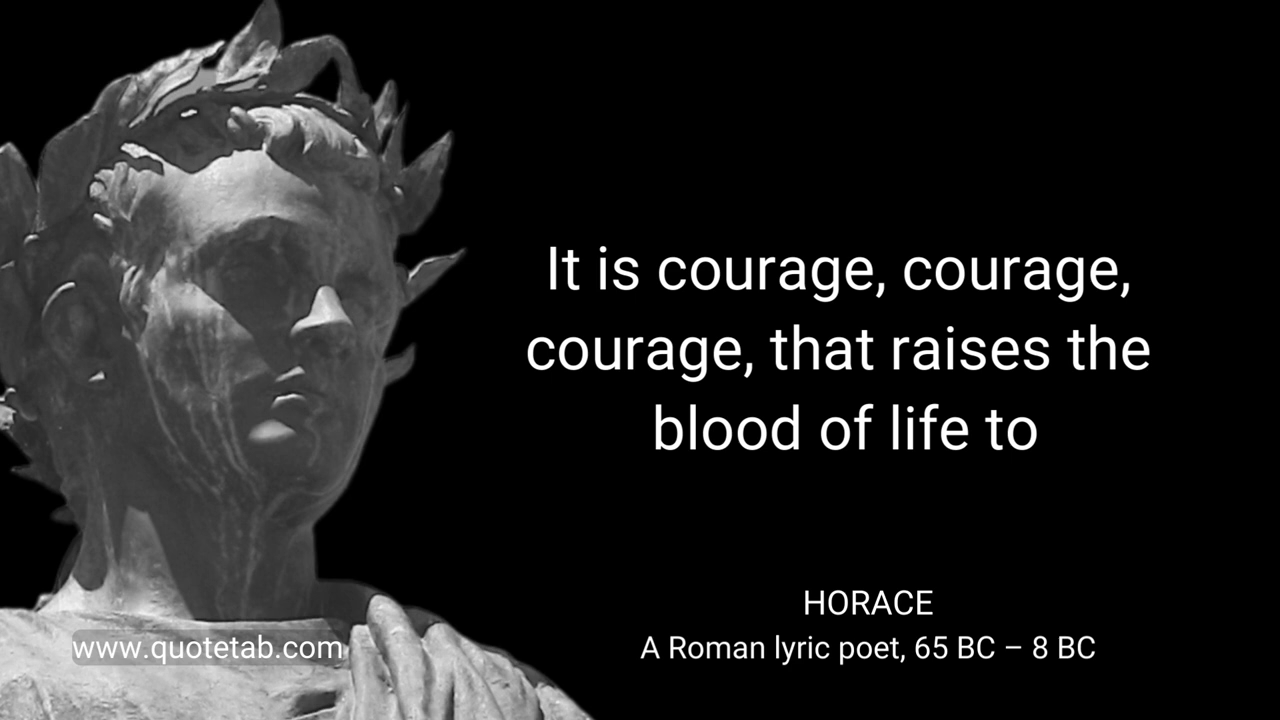 It is courage, courage,
courage, that raises the
blood of life to
HORACE
A Roman lyric poet, 65 BC – 8 BC
www.quotetab.com